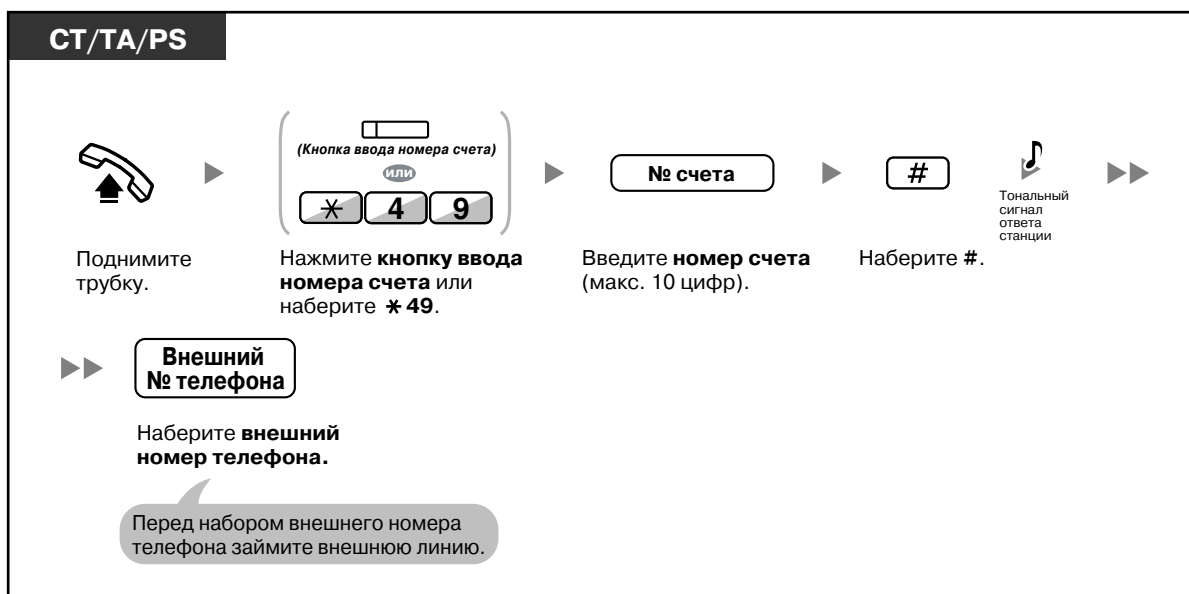 CT/TA/PS
(Кнопка ввода номера счета)
или
* 4 9
№ счета
#
Тональный
сигнал
ответа
станции
Поднимите
трубку.
Нажмите кнопку ввода
номера счета или
наберите * 49.
Введите номер счета
(макс. 10 цифр).
Наберите #.
Внешний
№ телефона
Наберите внешний
номер телефона.
Перед набором внешнего номера
телефона займите внешнюю линию.